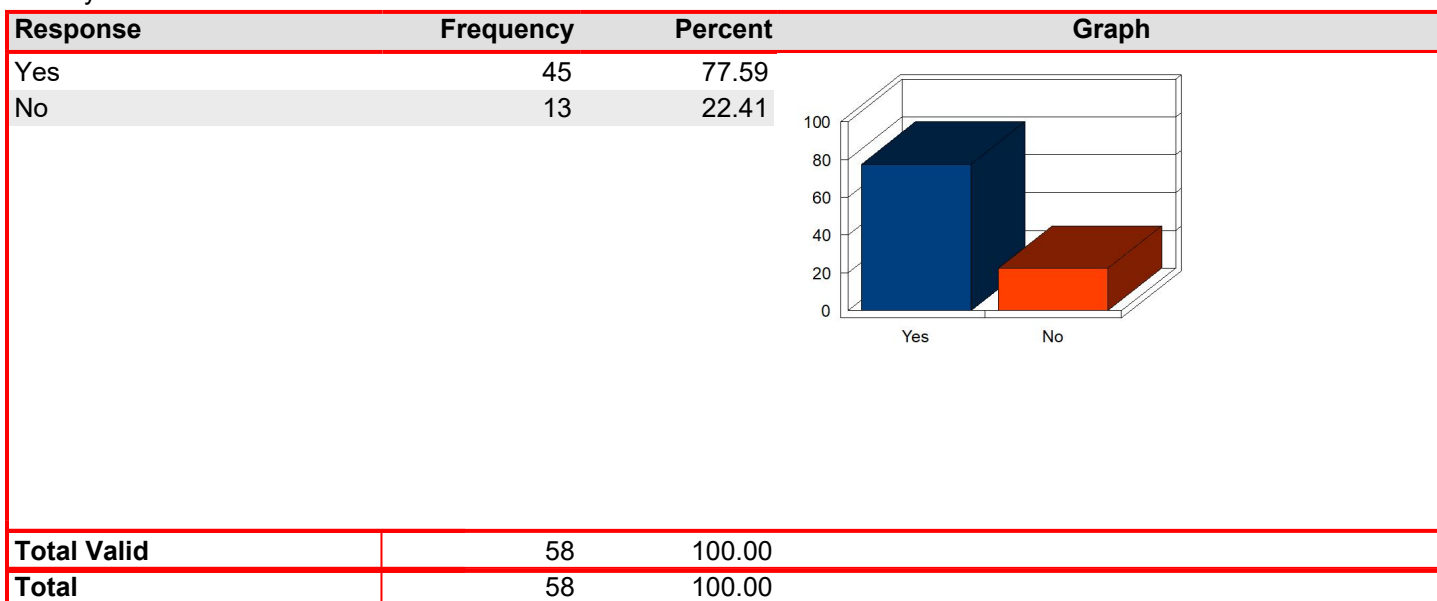 Response Frequency Percent Graph
Yes 45 77.59
No 13 22.41
100
80
60
40
20
0
Yes No
Total Valid 58 100.00
Total 58 100.00